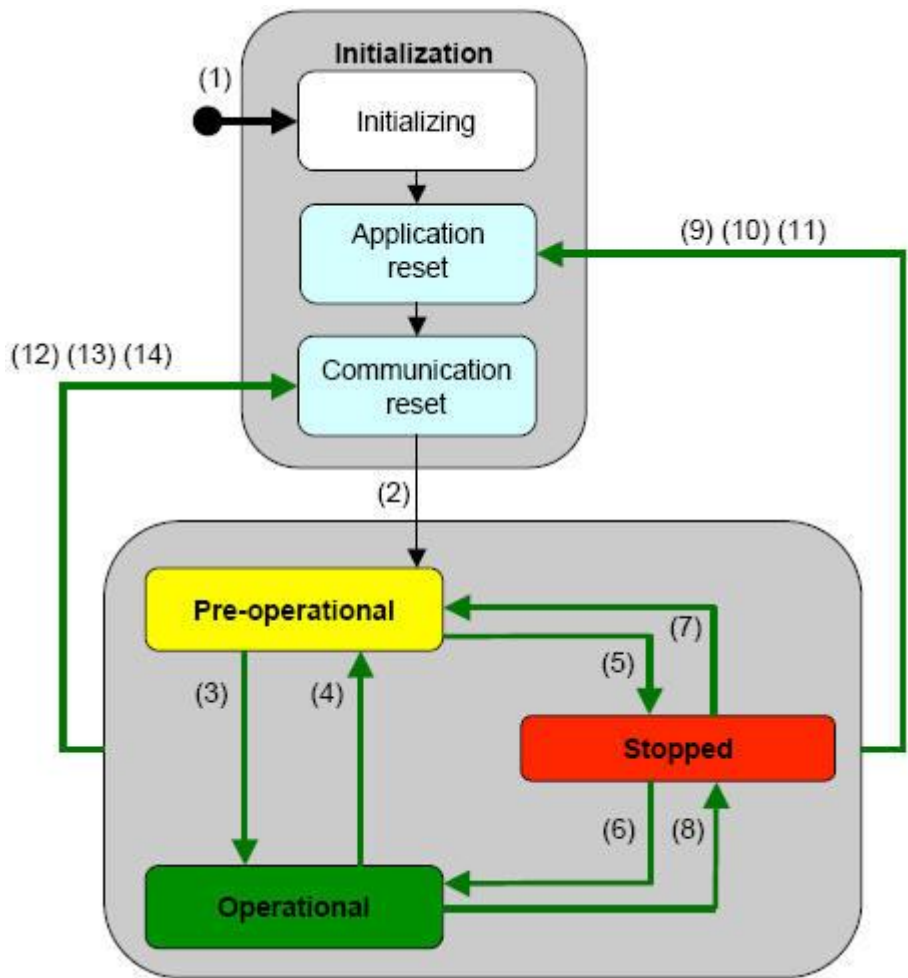 Initialization
(1)
Initializing
Application
reset
(9) (10) (11)
Communication
reset
(12) (13) (14)
(2)
Pre-operational
(7)
(5)
(3)
(4)
Stopped
(6)
(8)
Operational